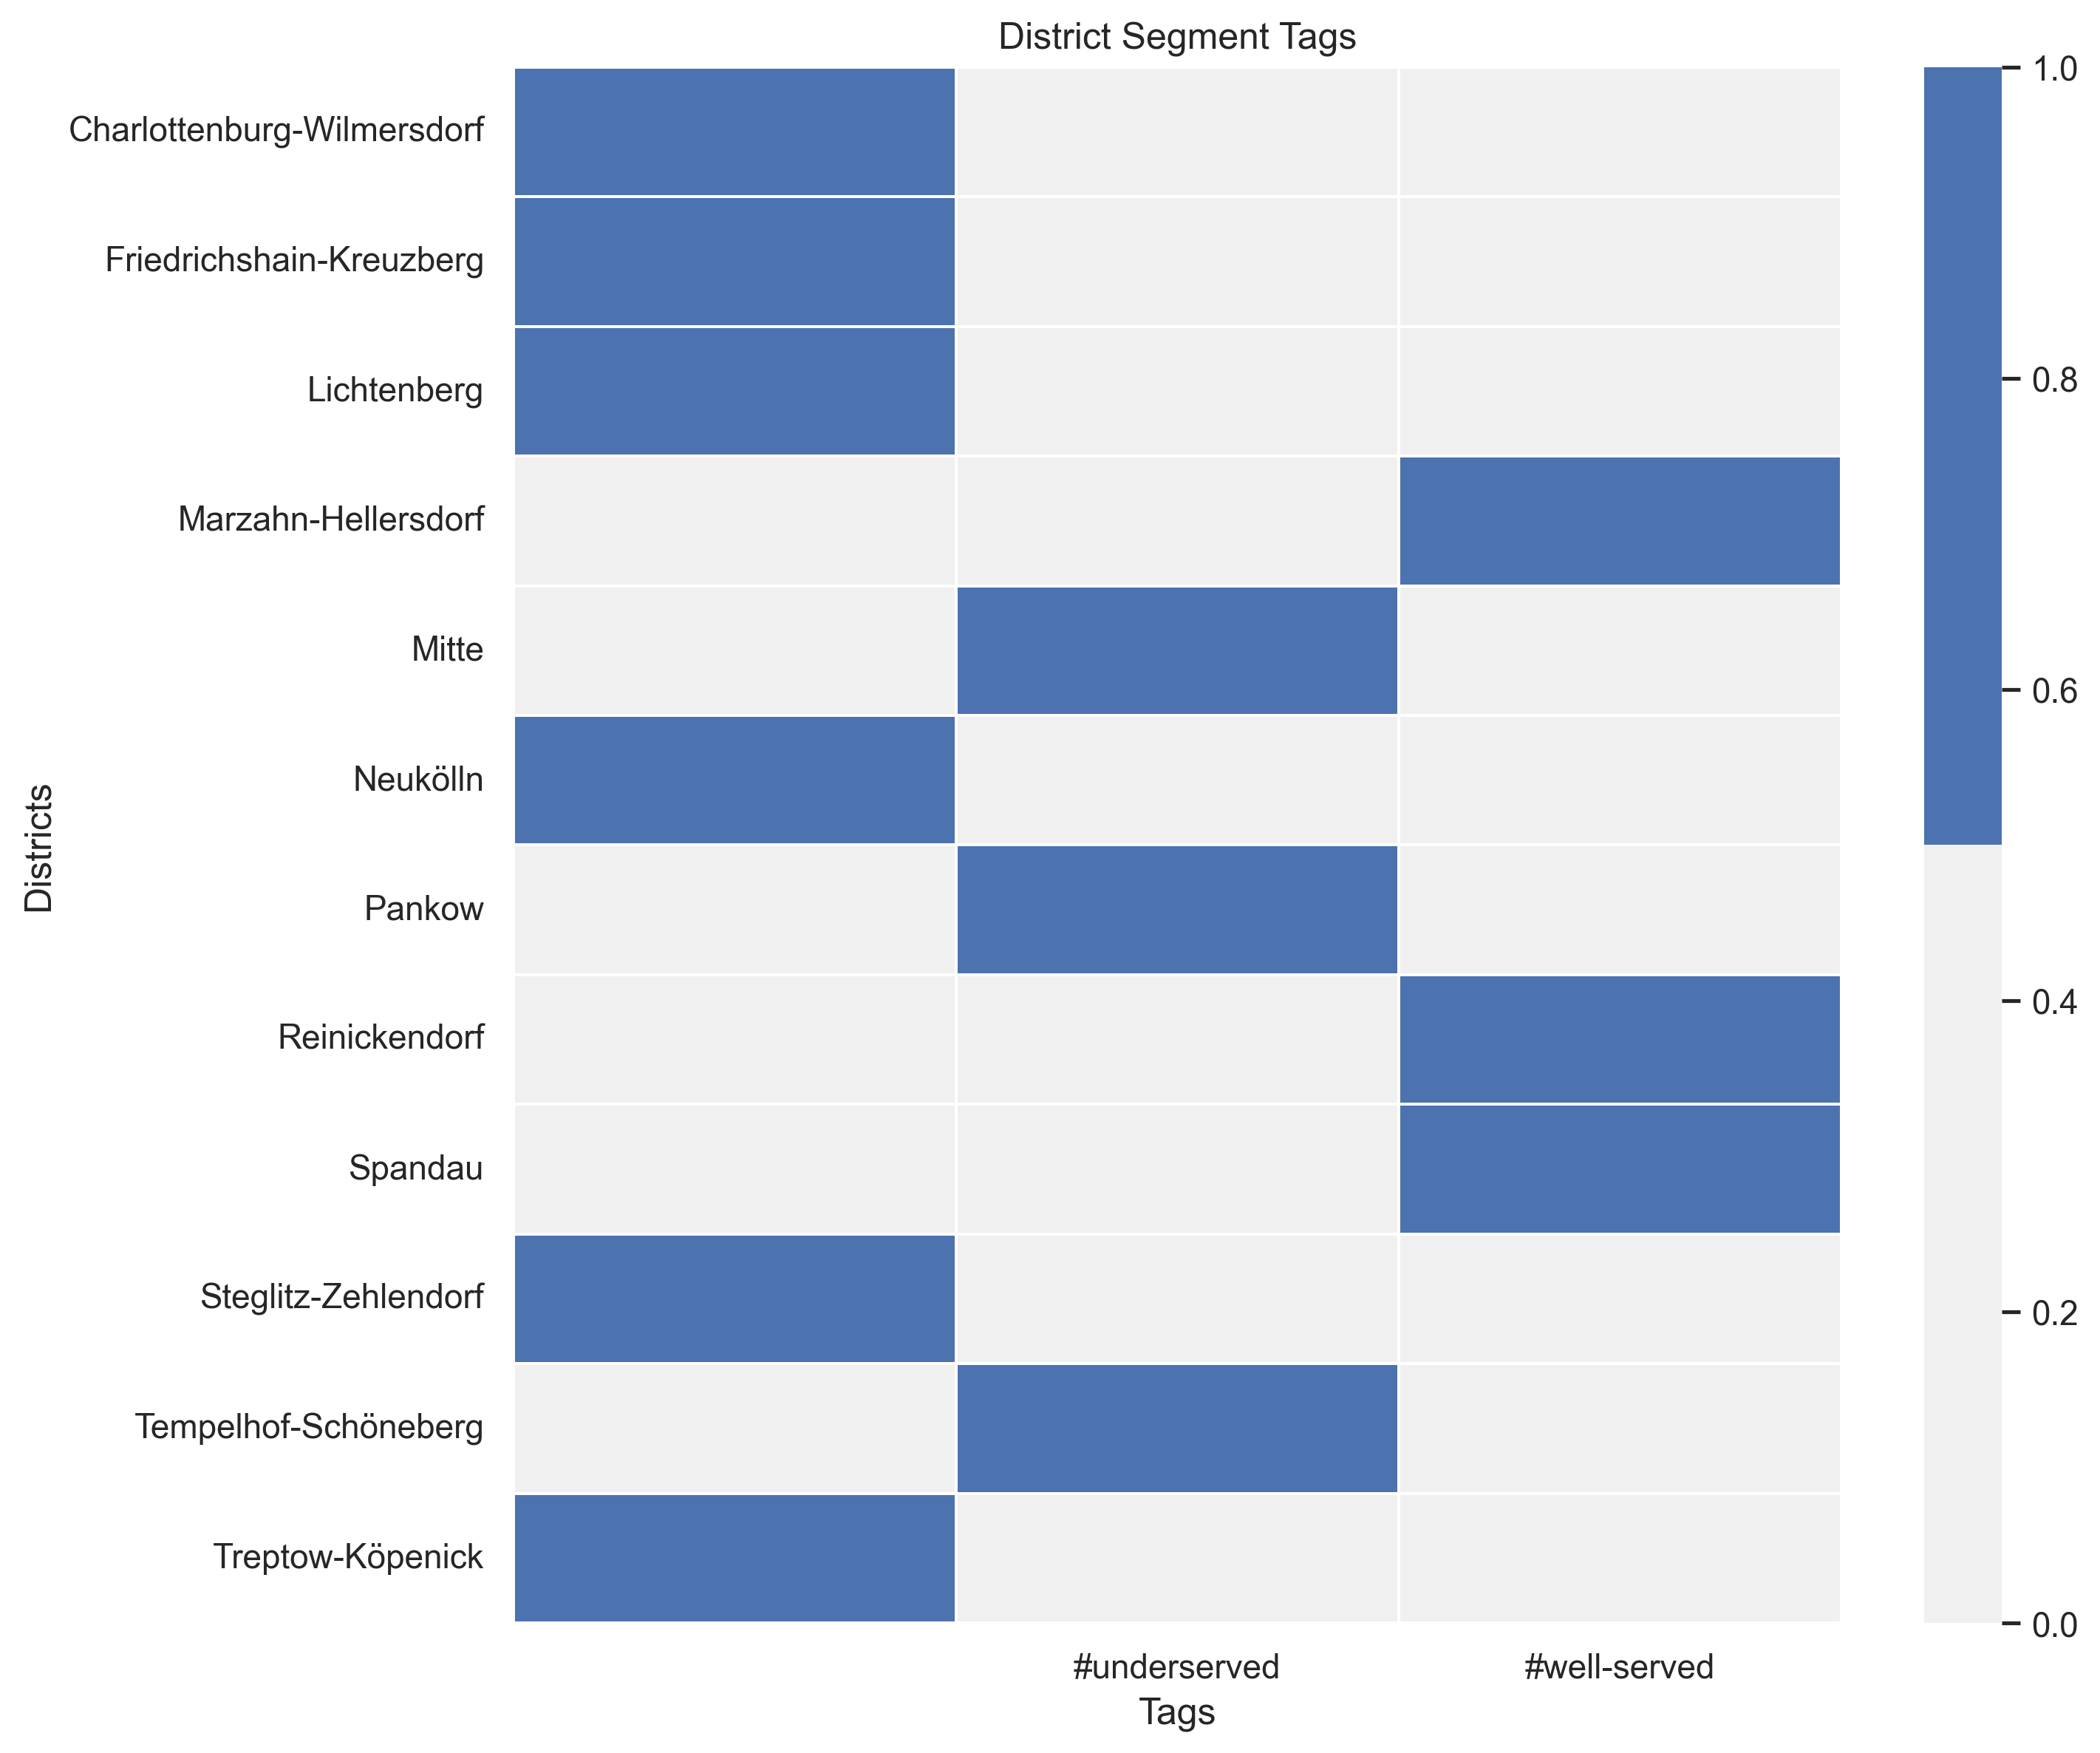 District Segment Tags
Charlottenburg-Wilmersdorf
Friedrichshain-Kreuzberg
Lichtenberg
Marzahn-Hellersdorf
Mitte
Neukölln
Pankow
Reinickendorf
Spandau
Steglitz-Zehlendorf
Tempelhof-Schöneberg
Treptow-Köpenick
Districts
#underserved #well-served
Tags
1.0
0.8
0.6
0.4
0.2
0.0